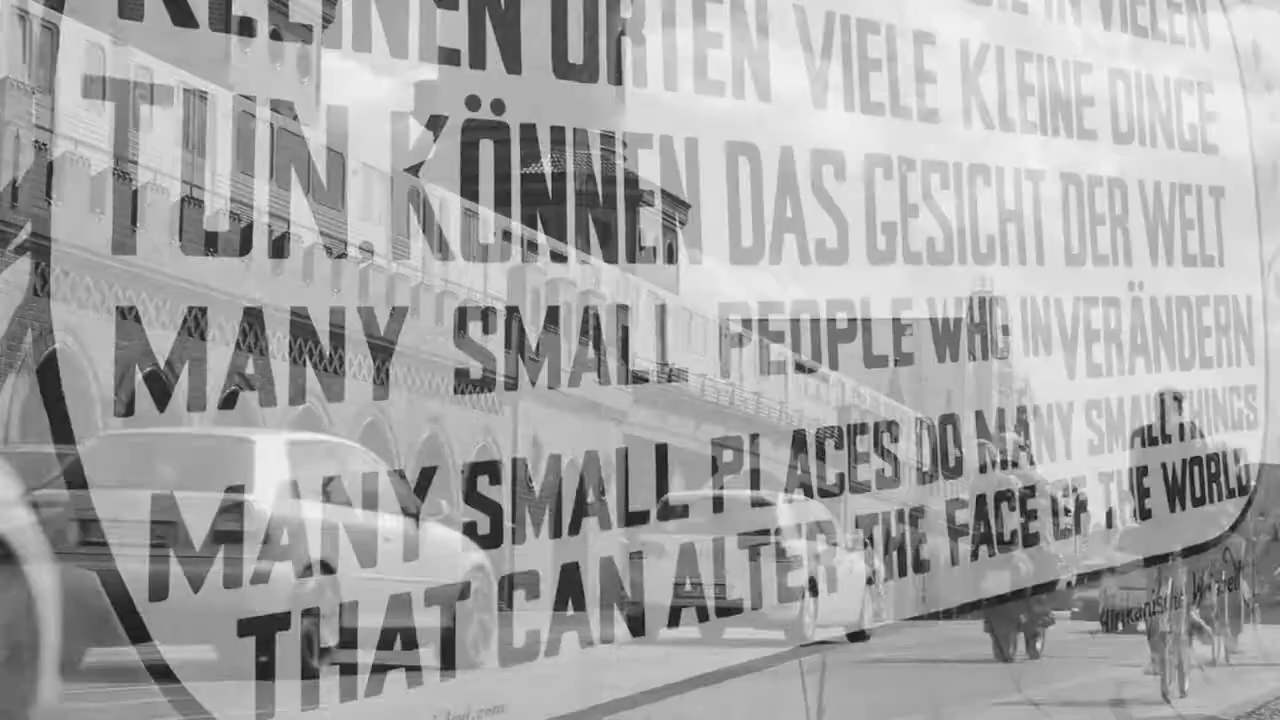 KLEINEN ORTEN VIELE KLEINE DINGE
TUN, KÖNNEN DAS GESICHT DER WELT
VERÄNDERN
MANY SMALL PEOPLE WHO IN
MANY SMALL PLACES DO MANY SMALL THINGS
THAT CAN ALTER THE FACE OF THE WORLD
Afrikanische